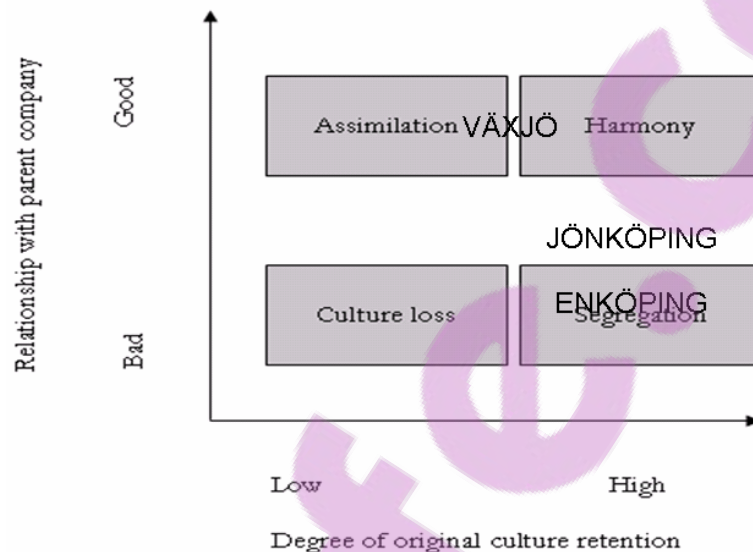 Relationship with parent company
Good
Bad
Assimilation
VÄXJÖ
Harmony
JÖNKÖPING
Culture loss
ENKÖPING
Segregation
Low
High
Degree of original culture retention